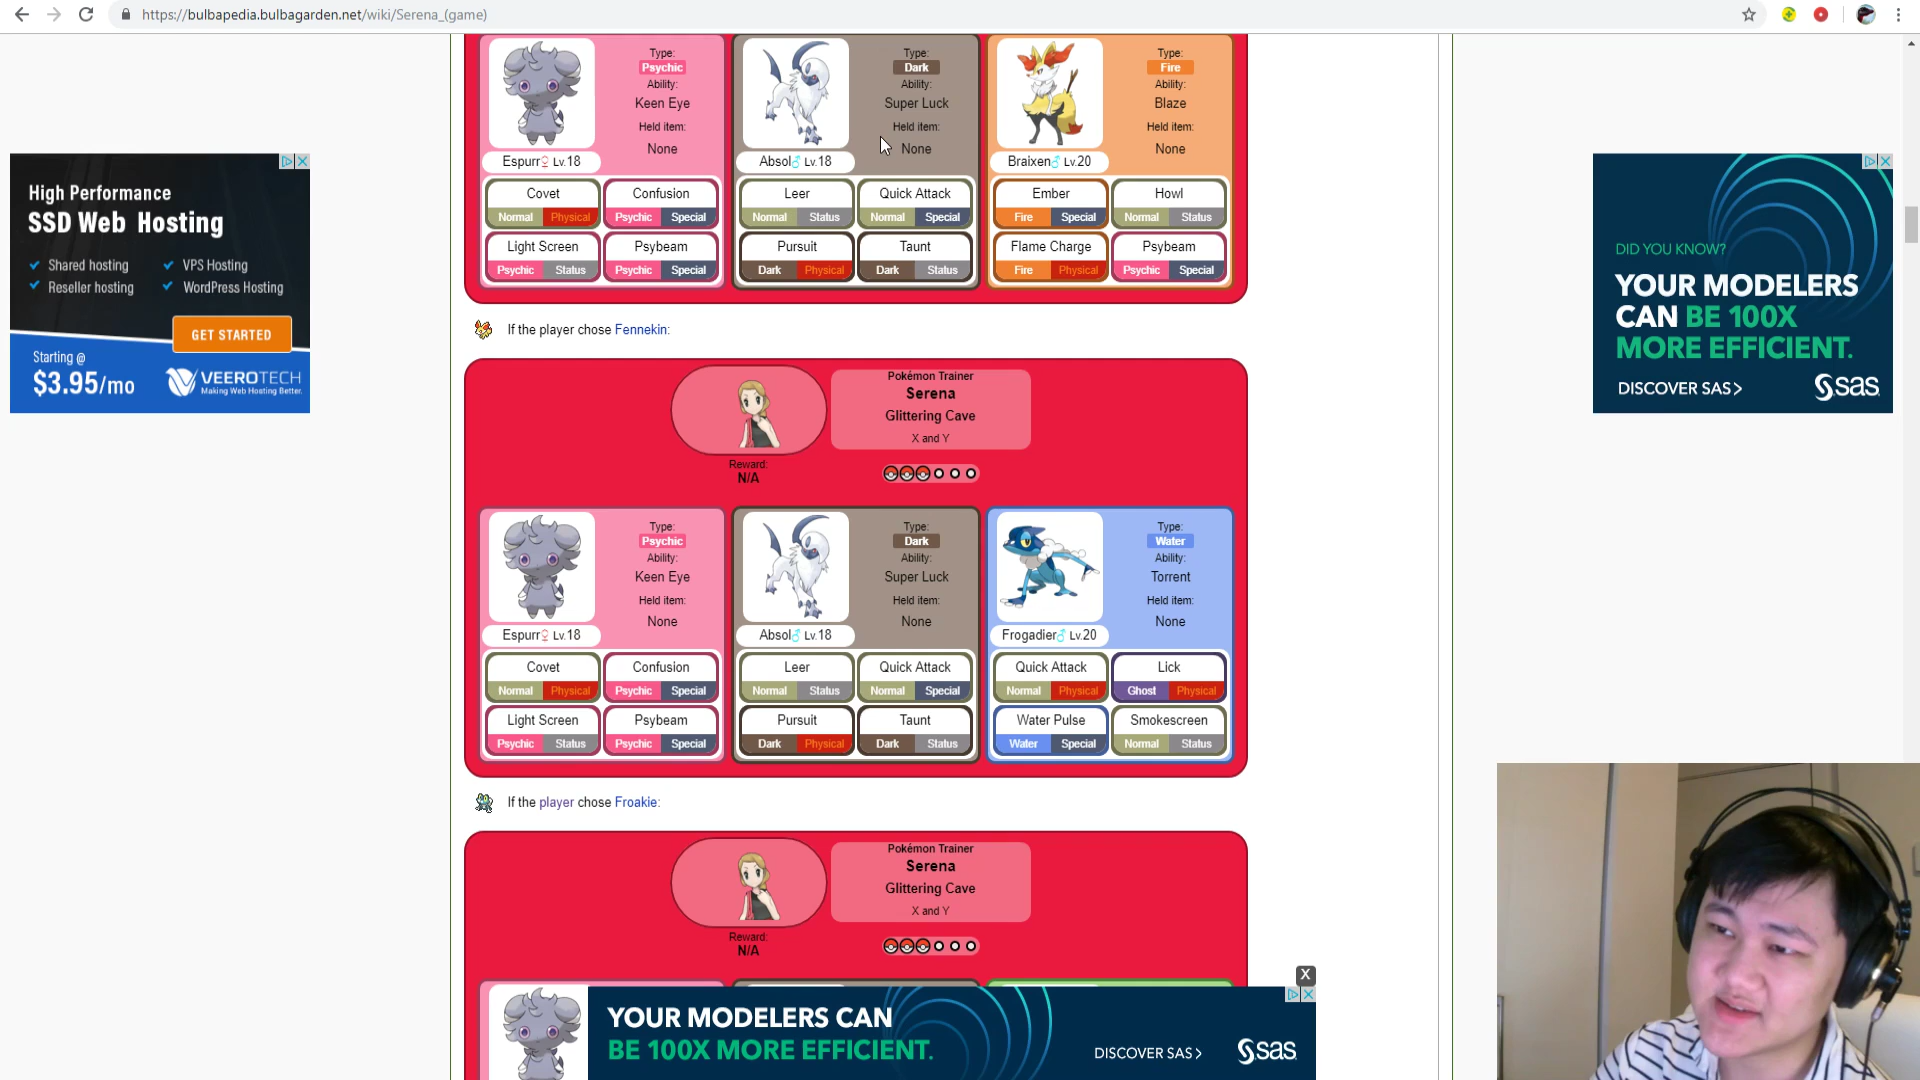 https://bulbapedia.bulbagarden.net/wiki/Serena_(game)
Type:
Psychic
Ability:
Keen Eye
Held item:
None
Espurr♀ Lv.18
Type:
Dark
Ability:
Super Luck
Held item:
None
Absol♂ Lv.18
Type:
Fire
Ability:
Blaze
Held item:
None
Braixen♂ Lv.20
Covet
Normal Physical
Confusion
Psychic Special
Light Screen
Psychic Status
Psybeam
Psychic Special
Leer
Normal Status
Quick Attack
Normal Special
Pursuit
Dark Physical
Taunt
Dark Status
Ember
Fire Special
Howl
Normal Status
Flame Charge
Fire Physical
Psybeam
Psychic Special
If the player chose Fennekin:
Pokémon Trainer
Serena
Glittering Cave
X and Y
Reward:
N/A
Type:
Psychic
Ability:
Keen Eye
Held item:
None
Espurr♀ Lv.18
Type:
Dark
Ability:
Super Luck
Held item:
None
Absol♂ Lv.18
Type:
Water
Ability:
Torrent
Held item:
None
Frogadier♂ Lv.20
Covet
Normal Physical
Confusion
Psychic Special
Light Screen
Psychic Status
Psybeam
Psychic Special
Leer
Normal Status
Quick Attack
Normal Special
Pursuit
Dark Physical
Taunt
Dark Status
Quick Attack
Normal Physical
Lick
Ghost Physical
Water Pulse
Water Special
Smokescreen
Normal Status
If the player chose Froakie:
Pokémon Trainer
Serena
Glittering Cave
X and Y
Reward:
N/A
High Performance
SSD Web Hosting
Shared hosting
VPS Hosting
Reseller hosting
WordPress Hosting
GET STARTED
Starting @
$3.95/mo
VEEROTECH
Making Web Hosting Better.
DID YOU KNOW?
YOUR MODELERS
CAN BE 100X
MORE EFFICIENT.
DISCOVER SAS>
sas
X
YOUR MODELERS CAN
BE 100X MORE EFFICIENT.
DISCOVER SAS>
sas